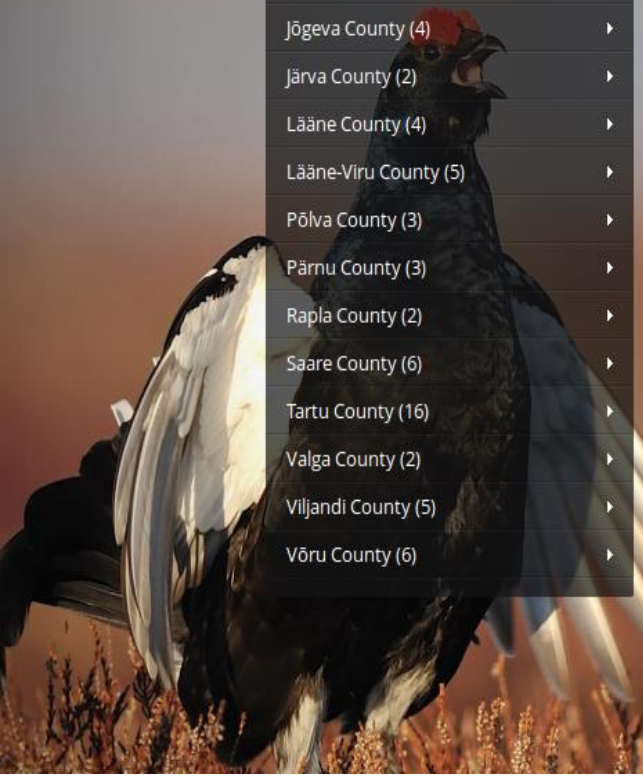 Jõgeva County (4)
Järva County (2)
Lääne County (4)
Lääne-Viru County (5)
Põlva County (3)
Pärnu County (3)
Rapla County (2)
Saare County (6)
Tartu County (16)
Valga County (2)
Viljandi County (5)
Võru County (6)